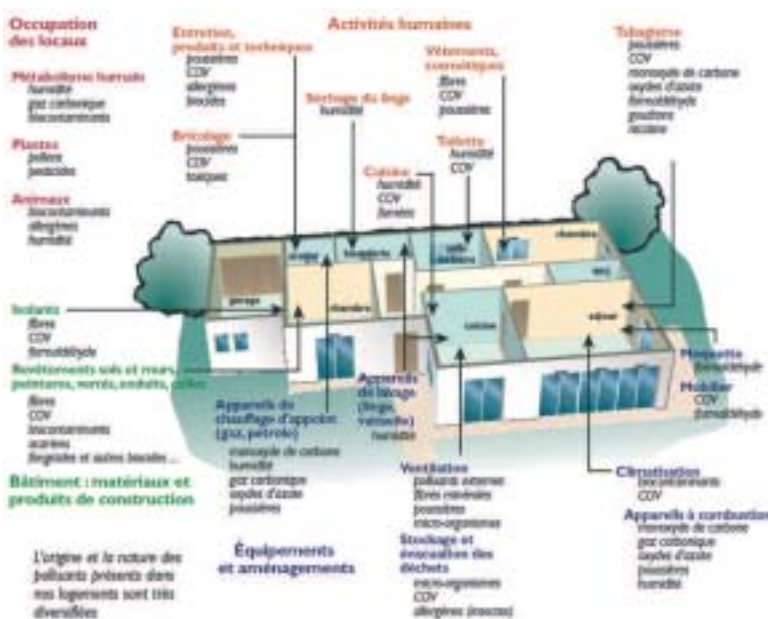 Occupation
des locaux
Métabolisme humain
humidité
gaz carbonique
biocontaminants
Plantes
pollens
pesticides
Animaux
biocontaminants
allergènes
humidité
Activités humaines
Entretien,
produits et techniques
poussières
COV
allergènes
biocides
Bricolage
poussières
COV
toxiques
Séchage du linge
humidité
Vêtements,
cosmétiques
fibres
COV
poussières
Toilette
humidité
COV
Cuisine
humidité
COV
fumées
Tabagisme
poussières
COV
monoxyde de carbone
oxydes d'azote
formaldéhyde
goudrons
nicotine
garage
chambre
cuisine
séjour
chambre
Isolants
fibres
COV
formaldéhyde
Revêtements sols et murs,
peintures, vernis, enduits, colles
fibres
COV
biocontaminants
acariens
fongicides et autres biocides ...
Bâtiment : matériaux et
produits de construction
Appareils de
chauffage d'appoint
(gaz, pétrole)
monoxyde de carbone
humidité
gaz carbonique
oxydes d'azote
poussières
Appareils
de lavage
(linge,
vaisselle)
humidité
Ventilation
polluants externes
fibres minérales
poussières
micro-organismes
Stockage et
évacuation des
déchets
micro-organismes
COV
allergènes (insectes)
Moquette
formaldéhyde
Mobilier
COV
formaldéhyde
Climatisation
biocontaminants
COV
Appareils à combustion
monoxyde de carbone
gaz carbonique
oxydes d'azote
poussières
humidité
Équipements
et aménagements
L'origine et la nature des
polluants présents dans
nos logements sont très
diversifiées